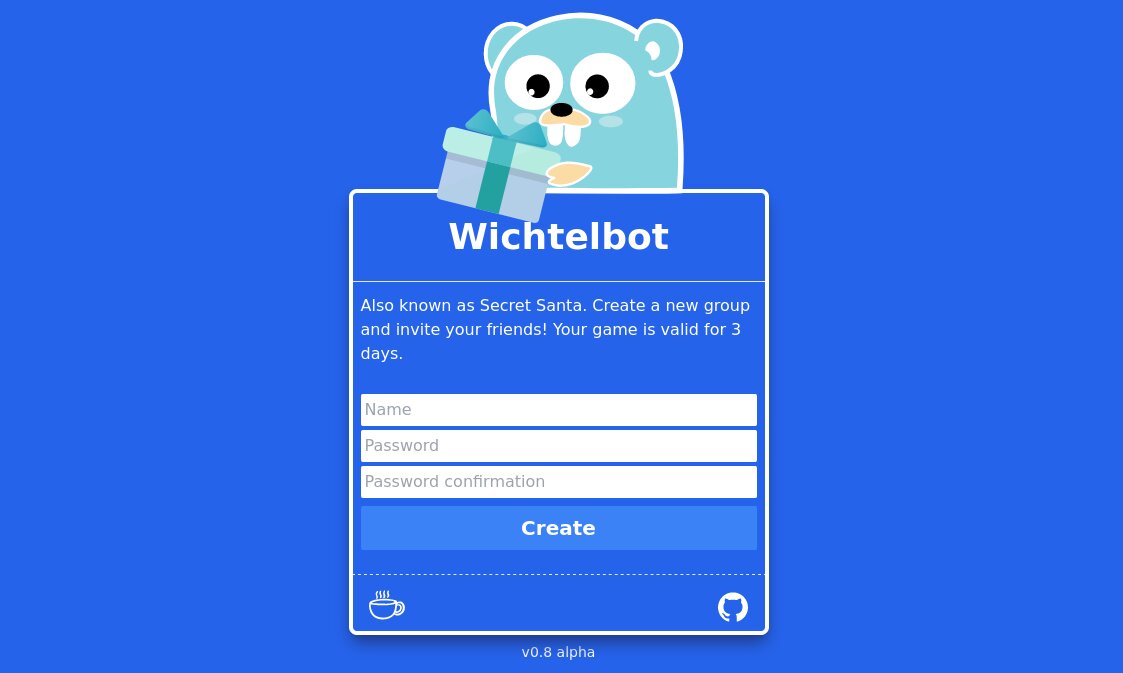 Wichtelbot
Also known as Secret Santa. Create a new group
and invite your friends! Your game is valid for 3
days.
Name
Password
Password confirmation
Create
v0.8 alpha